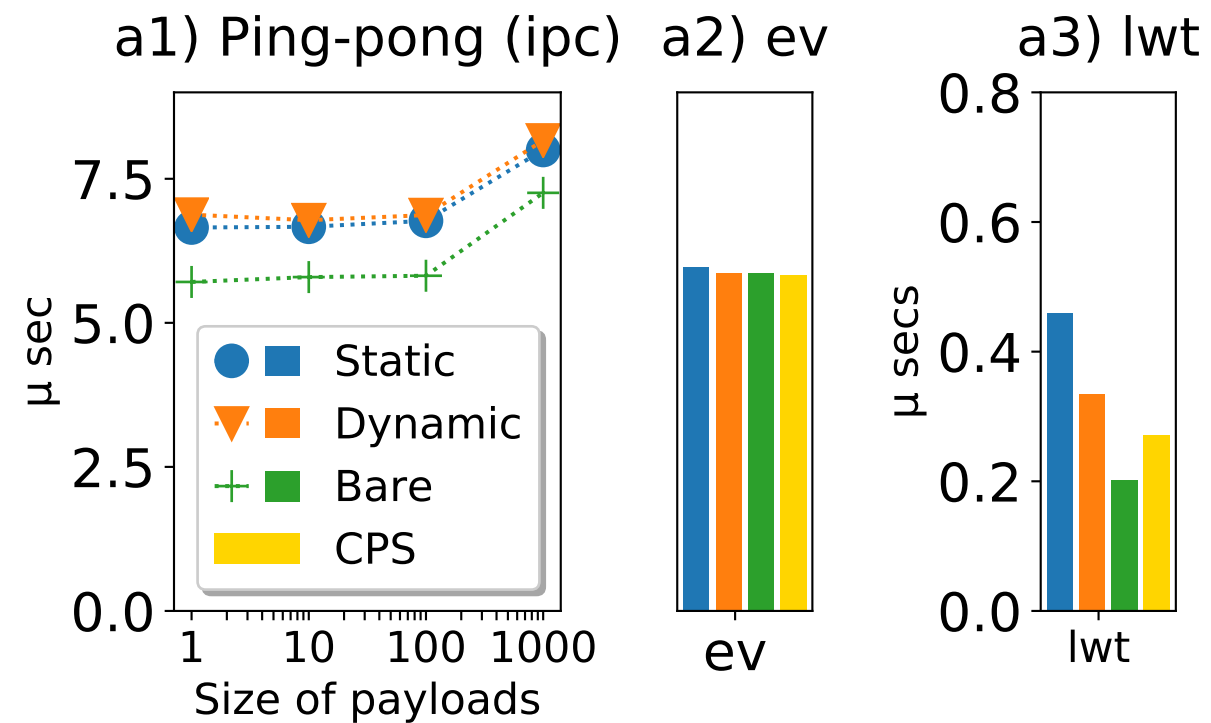 a1) Ping-pong (ipc)
a2) ev
a3) lwt
7.5
5.0
2.5
0.0
µ sec
Static
Dynamic
Bare
CPS
1
10
100
1000
Size of payloads
ev
µ secs
0.8
0.6
0.4
0.2
0.0
lwt